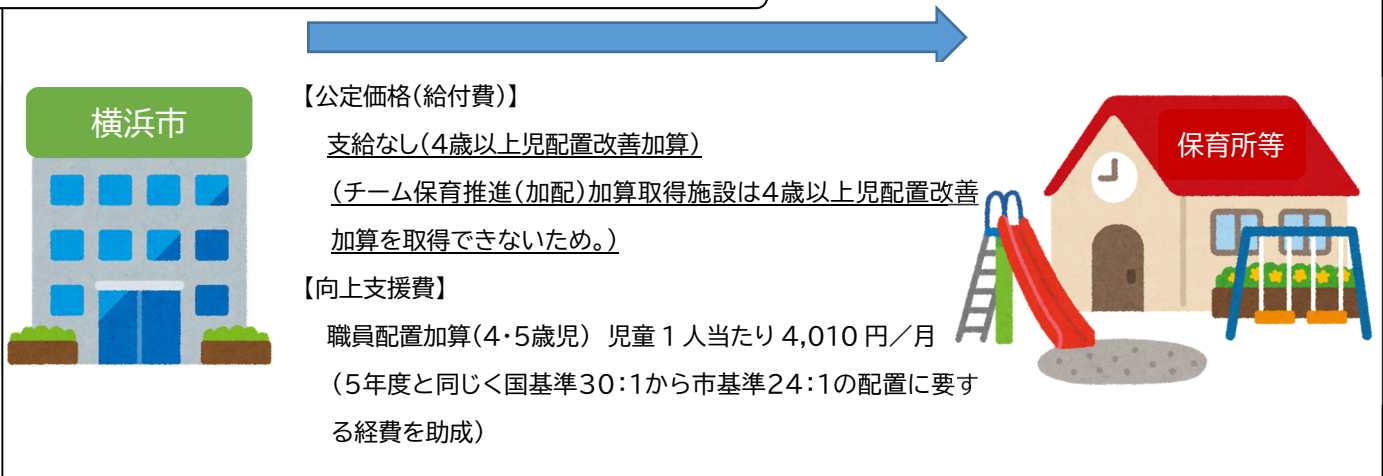 横浜市
【公定価格(給付費)】
支給なし(4歳以上児配置改善加算)
(チーム保育推進(加配)加算取得施設は4歳以上児配置改善
加算を取得できないため。)
【向上支援費】
職員配置加算(4・5歳児) 児童1人当たり 4,010 円/月
(5年度と同じく国基準30:1から市基準24:1の配置に要す
る経費を助成)
保育所等